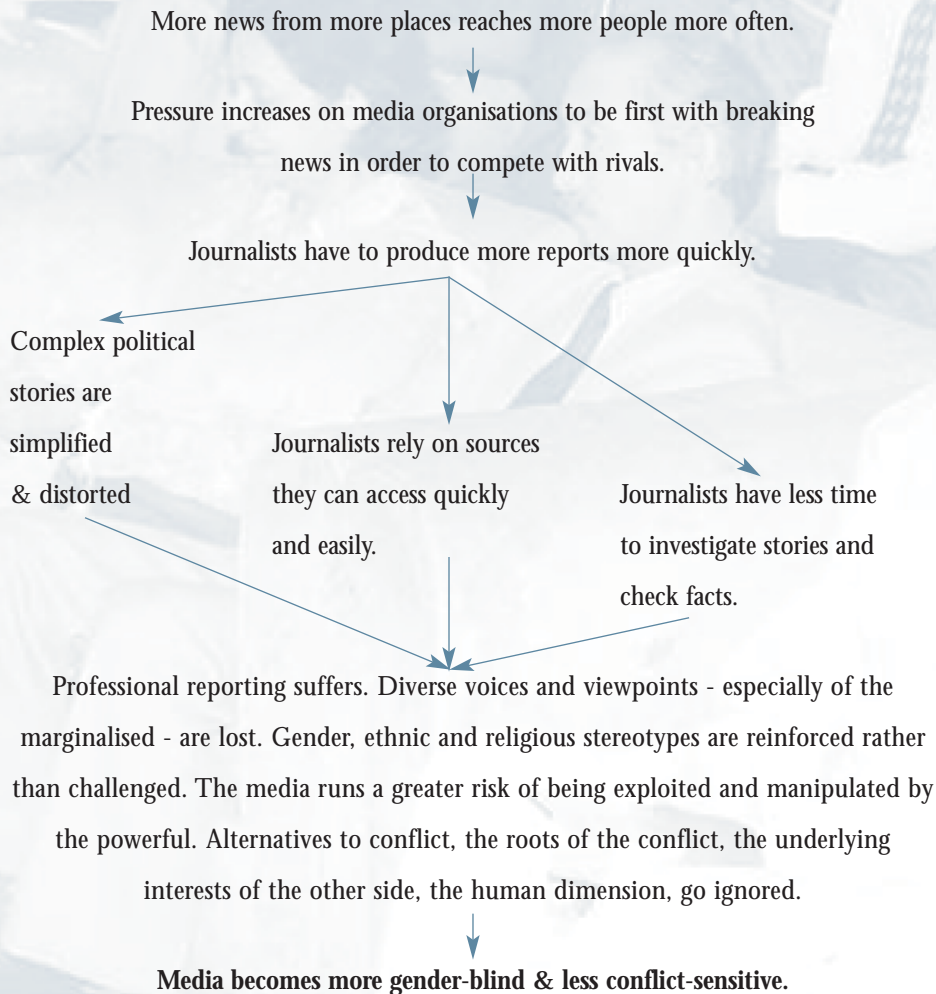 More news from more places reaches more people more often.
Pressure increases on media organisations to be first with breaking
news in order to compete with rivals.
Journalists have to produce more reports more quickly.
Complex political
stories are
simplified
& distorted
Journalists rely on sources
they can access quickly
and easily.
Journalists have less time
to investigate stories and
check facts.
Professional reporting suffers. Diverse voices and viewpoints - especially of the
marginalised - are lost. Gender, ethnic and religious stereotypes are reinforced rather
than challenged. The media runs a greater risk of being exploited and manipulated by
the powerful. Alternatives to conflict, the roots of the conflict, the underlying
interests of the other side, the human dimension, go ignored.
Media becomes more gender-blind & less conflict-sensitive.